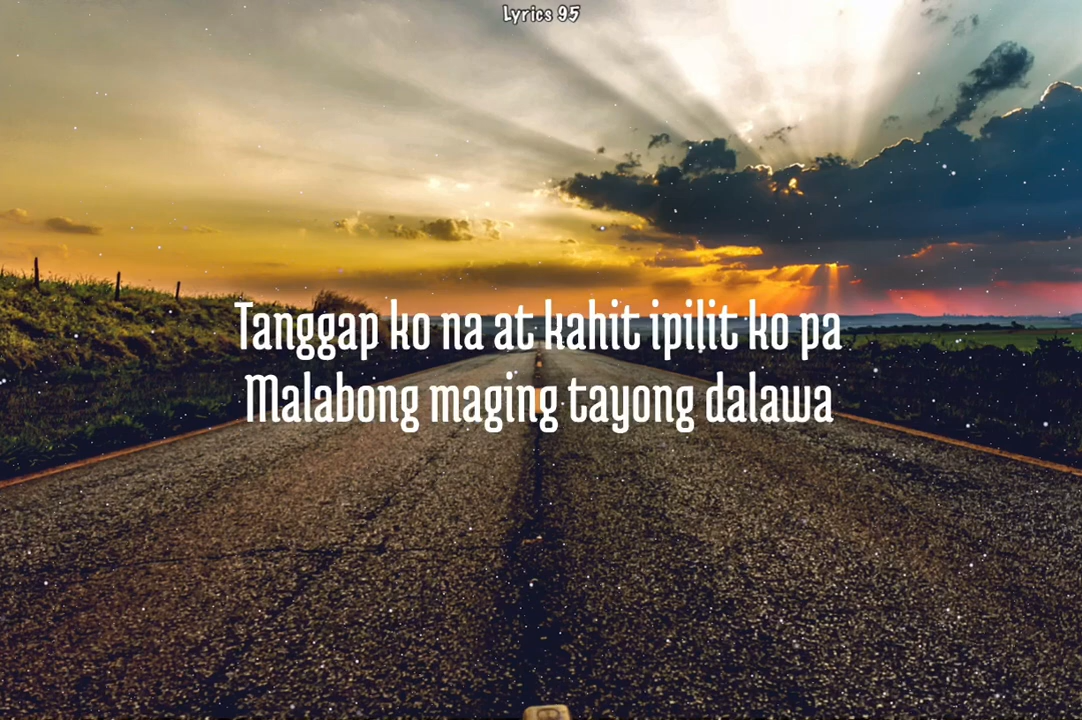 Lyrics 95
Tanggap ko na at kahit ipilit ko pa
Malabong maging tayong dalawa